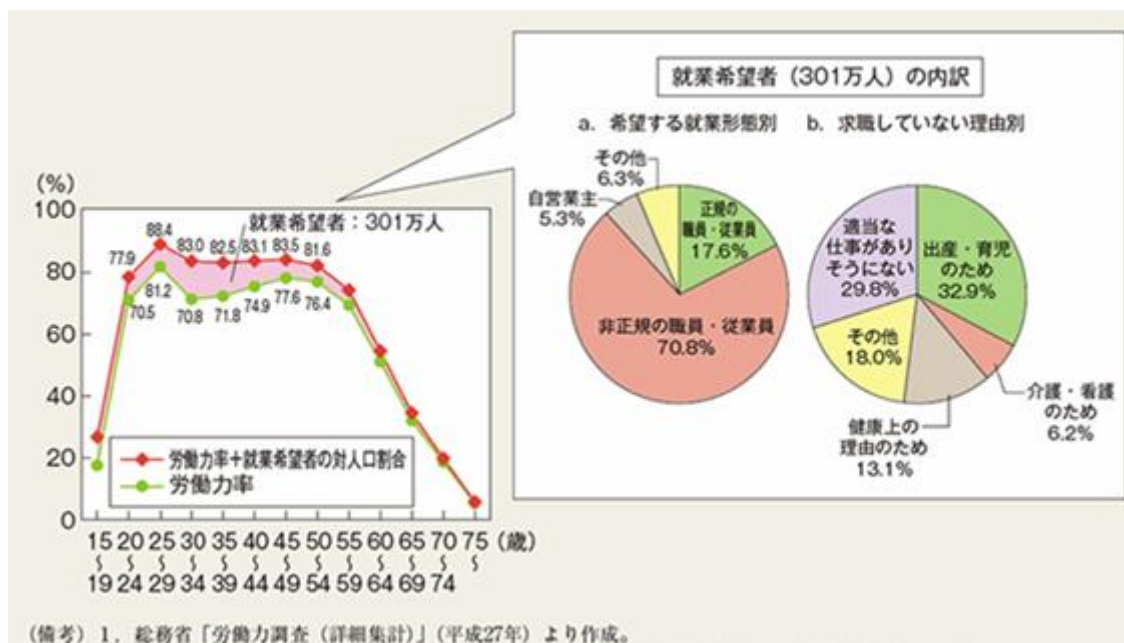 就業希望者(301万人)の内訳
a. 希望する就業形態別
b. 求職していない理由別
その他
6.3%
自営業主
5.3%
正規の
職員・従業員
17.6%
非正規の職員・従業員
70.8%
適当な
仕事があり
そうにない
29.8%
出産・育児
のため
32.9%
その他
18.0%
健康上の
理由のため
13.1%
介護・看護
のため
6.2%
(%)
100
80
60
40
20
0
就業希望者:301万人
77.9
88.4
83.0
82.5
83.1
83.5
81.6
70.5
81.2
70.8
71.8
74.9
77.6
76.4
労働力率+就業希望者の対人口割合
労働力率
15 20 25 30 35 40 45 50 55 60 65 70 75 (歳)
〜 〜 〜 〜 〜 〜 〜 〜 〜 〜 〜 〜 〜
19 24 29 34 39 44 49 54 59 64 69 74
(備考)1. 総務省「労働力調査(詳細集計)」(平成27年)より作成。